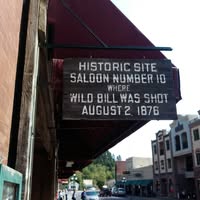 HISTORIC SITE
SALOON NUMBER 10
WHERE
WILD BILL WAS SHOT
AUGUST 2, 1876